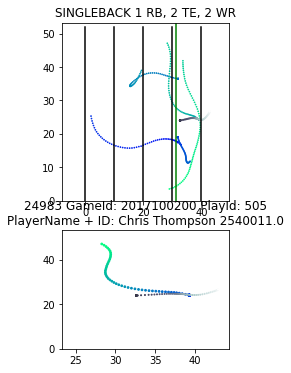 SINGLEBACK 1 RB, 2 TE, 2 WR
50
40
30
20
10
0
0 20 40
24983 GameId: 2017100200 PlayId: 505
PlayerName + ID: Chris Thompson 2540011.0
40
20
0
25 30 35 40